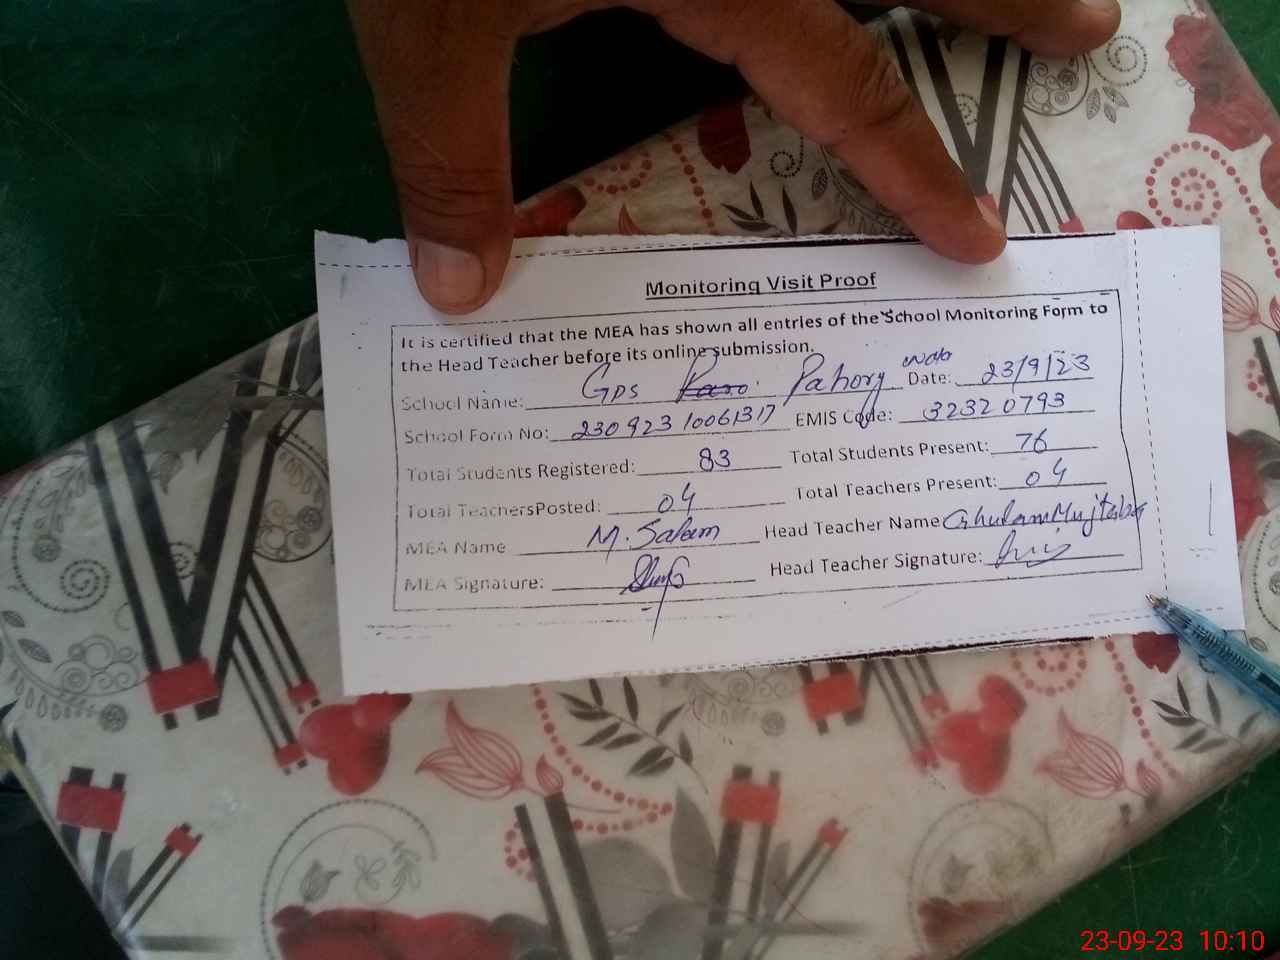 Monitoring Visit Proof
It is certified that the MEA has shown all entries of the School Monitoring Form to
the Head Teacher before its online submission.
School Name: GPS Pahory Wala Date: 23/9/23
School Form No: 230923 10061317 EMIS Code: 32320793
Total Students Registered: 83 Total Students Present: 76
Total TeachersPosted: 04 Total Teachers Present: 04
MEA Name M. Salam Head Teacher Name Ghulam Mujtaba
MEA Signature: Head Teacher Signature:
23-09-23 10:10